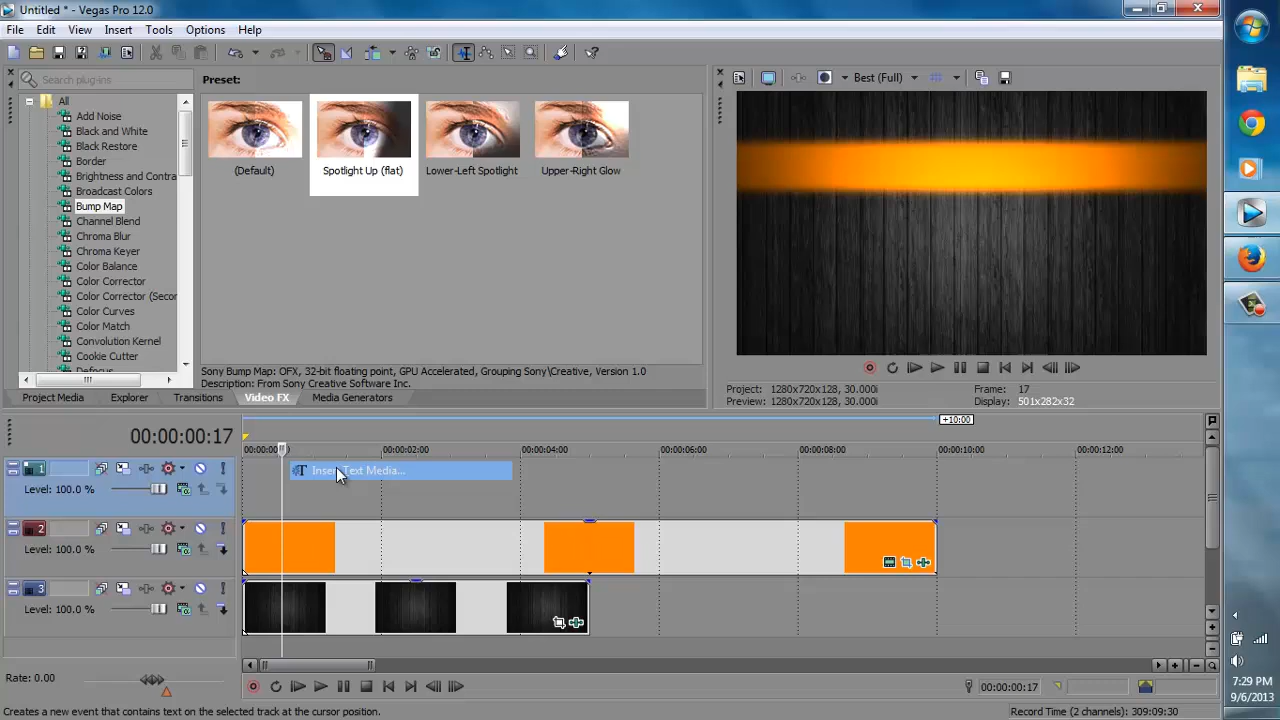 Untitled * - Vegas Pro 12.0
File Edit View Insert Tools Options Help
Search plug-ins
All
Add Noise
Black and White
Black Restore
Border
Brightness and Contra
Broadcast Colors
Bump Map
Channel Blend
Chroma Blur
Chroma Keyer
Color Balance
Color Corrector
Color Corrector (Secor
Color Curves
Color Match
Convolution Kernel
Cookie Cutter
Defocus
Preset:
(Default) Spotlight Up (flat) Lower-Left Spotlight Upper-Right Glow
Sony Bump Map: OFX, 32-bit floating point, GPU Accelerated, Grouping Sony\Creative, Version 1.0
Description: From Sony Creative Software Inc.
Project Media Explorer Transitions Video FX Media Generators
Best (Full)
Project: 1280x720x128, 30.000i Frame: 17
Preview: 1280x720x128, 30.000i Display: 501x282x32
+10:00
00:00:00:17
00:00:02:00 00:00:04:00 00:00:06:00 00:00:08:00 00:00:10:00 00:00:12:00
Insert Text Media...
1
Level: 100.0 %
2
Level: 100.0 %
3
Level: 100.0 %
Rate: 0.00
00:00:00:17
Creates a new event that contains text on the selected track at the cursor position.
Record Time (2 channels): 309:09:30
7:29 PM
9/6/2013